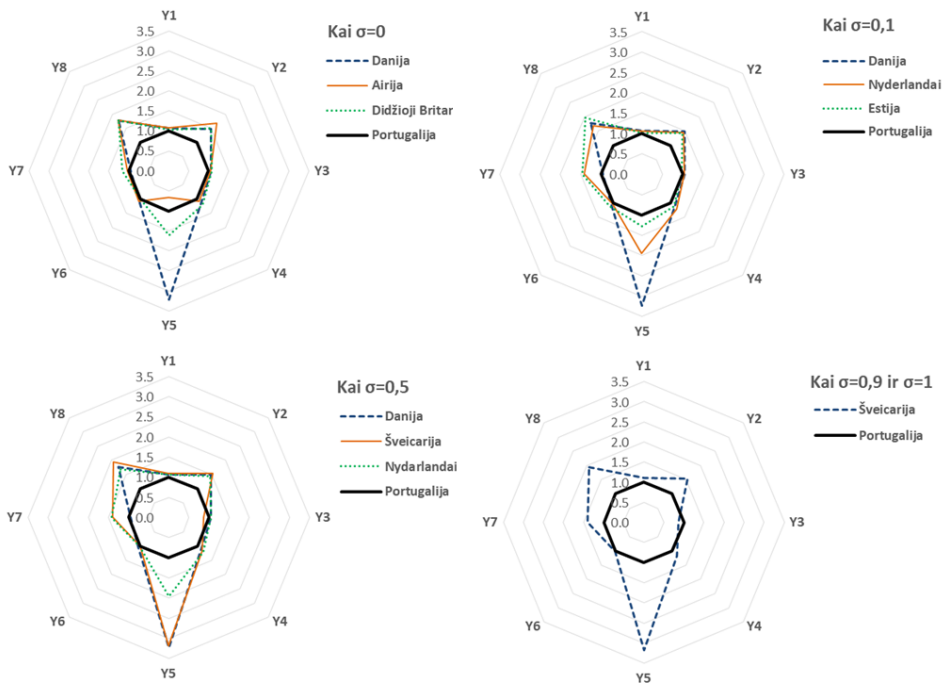 Y1
3.5
3.0
2.5
2.0
1.5
1.0
0.5
0.0
Y2
Y3
Y4
Y5
Y6
Y7
Y8
Kai σ=0
Danija
Airija
Didžioji Britar
Portugalija
Y1
3.5
3.0
2.5
2.0
1.5
1.0
0.5
0.0
Y2
Y3
Y4
Y5
Y6
Y7
Y8
Kai σ=0,1
Danija
Nyderlandai
Estija
Portugalija
Y1
3.5
3.0
2.5
2.0
1.5
1.0
0.5
0.0
Y2
Y3
Y4
Y5
Y6
Y7
Y8
Kai σ=0,5
Danija
Šveicarija
Nydarlandai
Portugalija
Y1
3.5
3.0
2.5
2.0
1.5
1.0
0.5
0.0
Y2
Y3
Y4
Y5
Y6
Y7
Y8
Kai σ=0,9 ir σ=1
Šveicarija
Portugalija